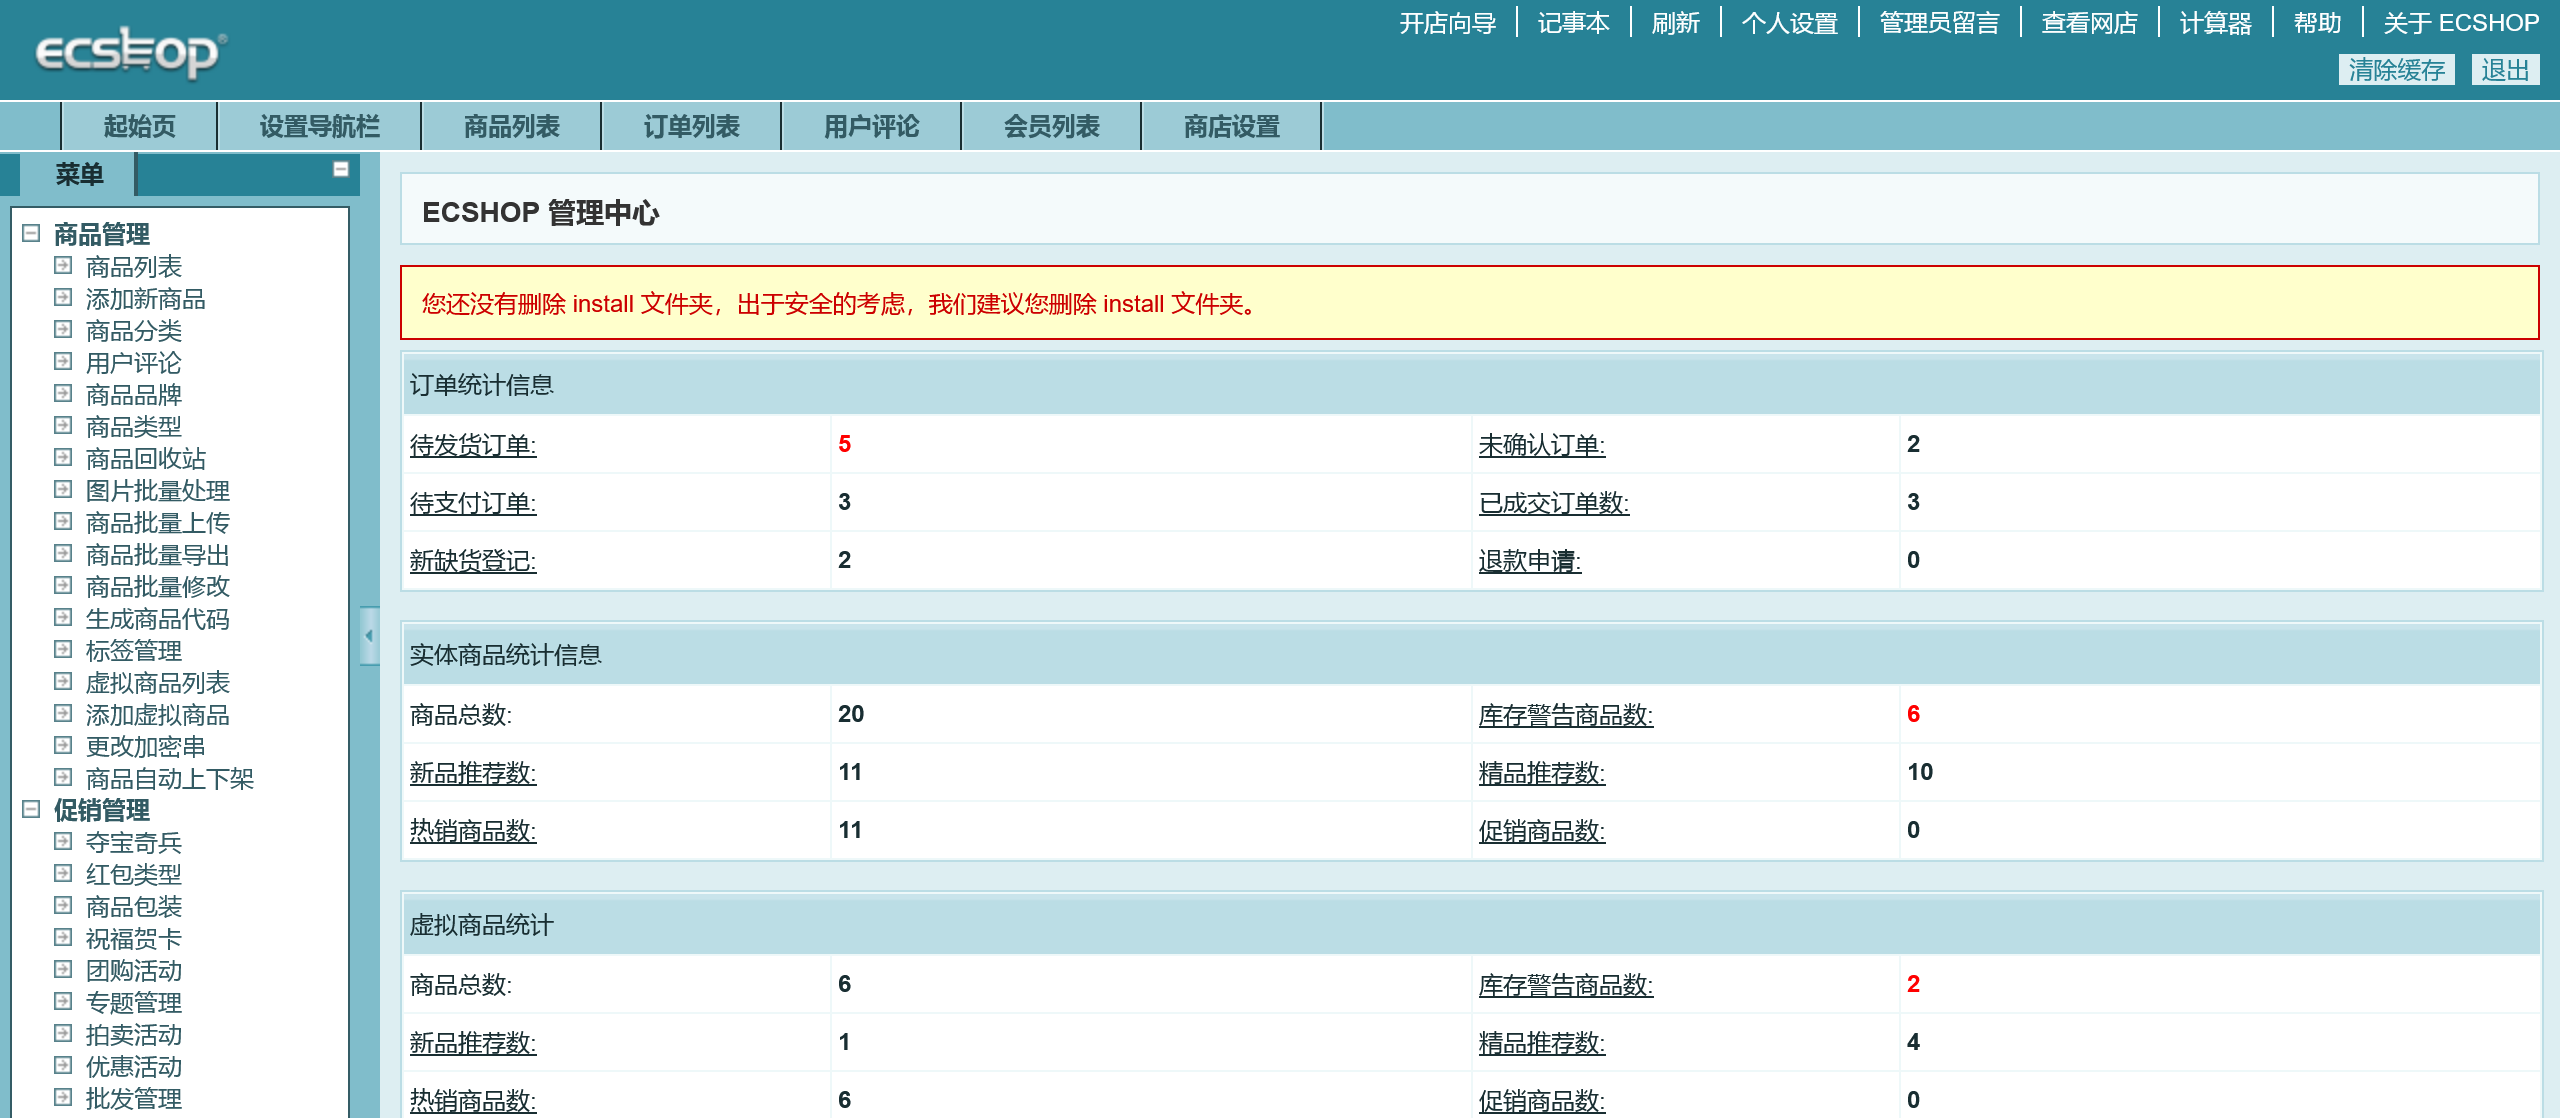 ecshop®
开店向导 记事本 刷新 个人设置 管理员留言 查看网店 计算器 帮助 关于 ECSHOP
清除缓存 退出
起始页 设置导航栏 商品列表 订单列表 用户评论 会员列表 商店设置
菜单
商品管理
商品列表
添加新商品
商品分类
用户评论
商品品牌
商品类型
商品回收站
图片批量处理
商品批量上传
商品批量导出
商品批量修改
生成商品代码
标签管理
虚拟商品列表
添加虚拟商品
更改加密串
商品自动上下架
促销管理
夺宝奇兵
红包类型
商品包装
祝福贺卡
团购活动
专题管理
拍卖活动
优惠活动
批发管理
ECSHOP 管理中心
您还没有删除 install 文件夹，出于安全的考虑，我们建议您删除 install 文件夹。
订单统计信息
待发货订单: 5 未确认订单: 2
待支付订单: 3 已成交订单数: 3
新缺货登记: 2 退款申请: 0
实体商品统计信息
商品总数: 20 库存警告商品数: 6
新品推荐数: 11 精品推荐数: 10
热销商品数: 11 促销商品数: 0
虚拟商品统计
商品总数: 6 库存警告商品数: 2
新品推荐数: 1 精品推荐数: 4
热销商品数: 6 促销商品数: 0